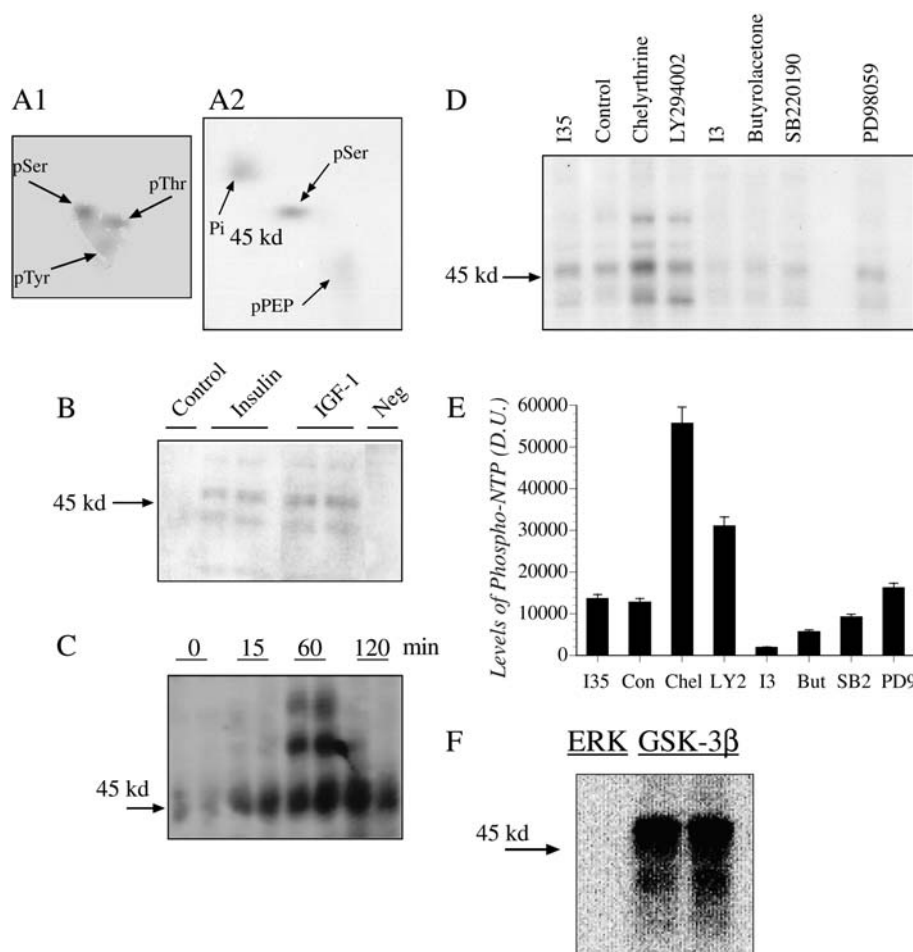 A1
pSer
pThr
pTyr
A2
pSer
Pi
45 kd
pPEP
B
Control
Insulin
IGF-1
Neg
45 kd
C
0 15 60 120 min
45 kd
D
I35
Control
Chelyrthrine
LY294002
I3
Butyrolacetone
SB220190
PD98059
45 kd
E
Levels of Phospho-NTP (D.U.)
60000
50000
40000
30000
20000
10000
0
I35 Con Chel LY2 I3 But SB2 PD9
F
ERK GSK-3β
45 kd